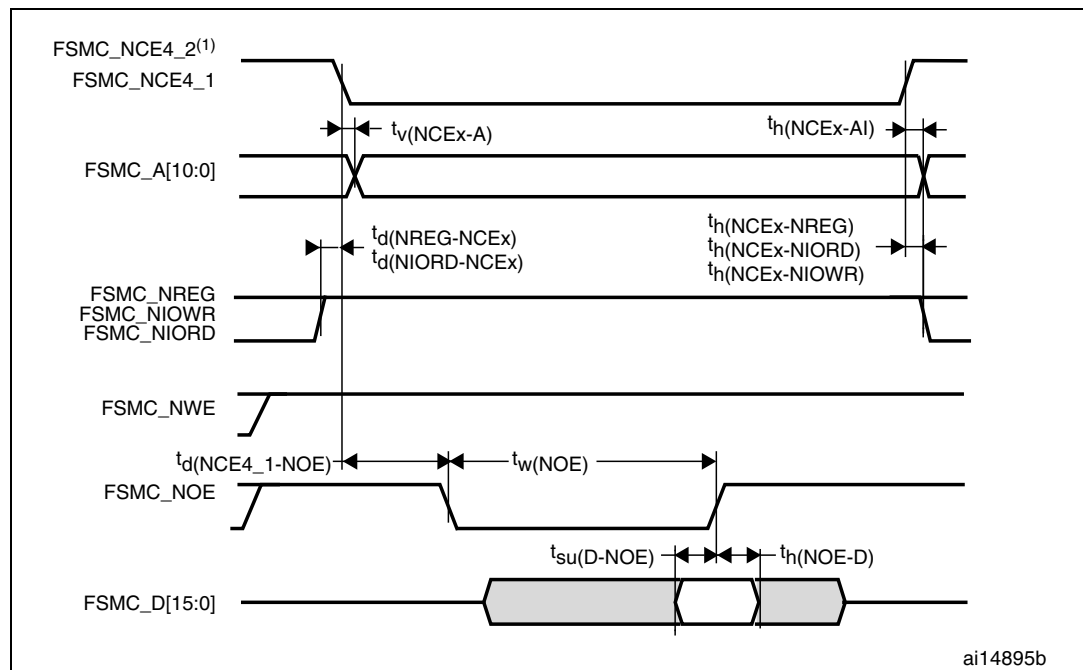 FSMC_NCE4_2(1)
FSMC_NCE4_1
tv(NCEx-A)
th(NCEx-AI)
FSMC_A[10:0]
td(NREG-NCEx)
td(NIORD-NCEx)
th(NCEx-NREG)
th(NCEx-NIORD)
th(NCEx-NIOWR)
FSMC_NREG
FSMC_NIOWR
FSMC_NIORD
FSMC_NWE
td(NCE4_1-NOE)
tw(NOE)
FSMC_NOE
tsu(D-NOE)
th(NOE-D)
FSMC_D[15:0]
ai14895b